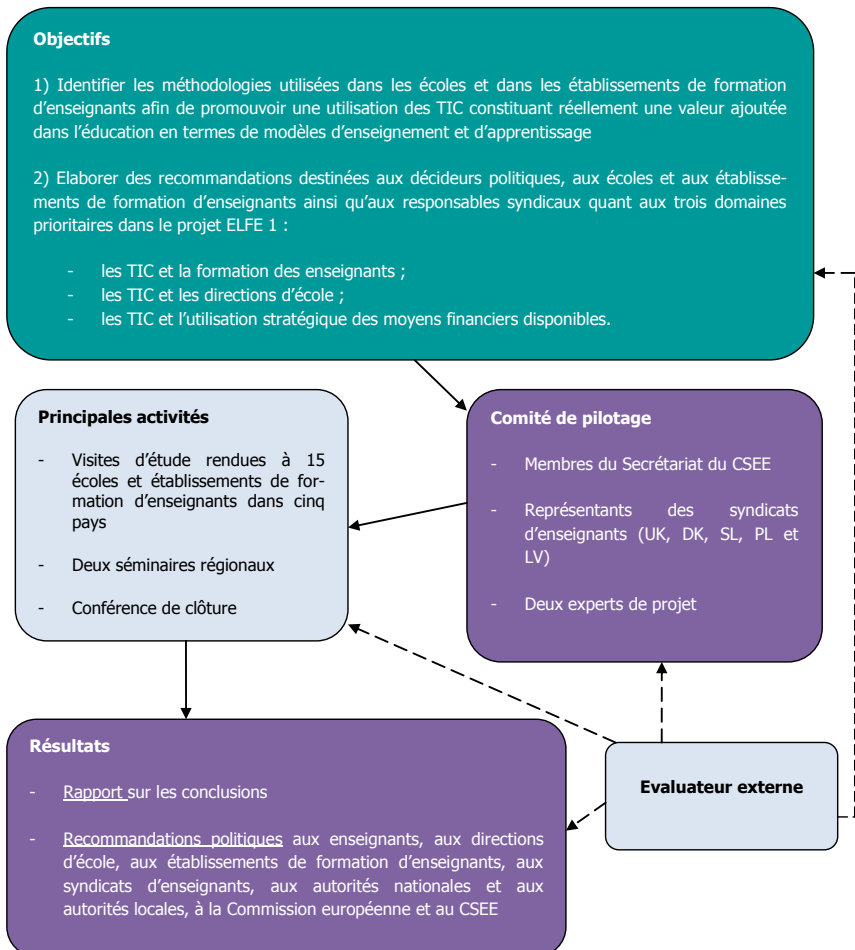 Objectifs
1) Identifier les méthodologies utilisées dans les écoles et dans les établissements de formation
d’enseignants afin de promouvoir une utilisation des TIC constituant réellement une valeur ajoutée
dans l’éducation en termes de modèles d’enseignement et d’apprentissage
2) Elaborer des recommandations destinées aux décideurs politiques, aux écoles et aux établisse-
ments de formation d’enseignants ainsi qu’aux responsables syndicaux quant aux trois domaines
prioritaires dans le projet ELFE 1 :
- les TIC et la formation des enseignants ;
- les TIC et les directions d’école ;
- les TIC et l’utilisation stratégique des moyens financiers disponibles.
Principales activités
- Visites d’étude rendues à 15
écoles et établissements de for-
mation d’enseignants dans cinq
pays
- Deux séminaires régionaux
- Conférence de clôture
Comité de pilotage
- Membres du Secrétariat du CSEE
- Représentants des syndicats
d’enseignants (UK, DK, SL, PL et
LV)
- Deux experts de projet
Résultats
- Rapport sur les conclusions
- Recommandations politiques aux enseignants, aux directions
d’école, aux établissements de formation d’enseignants, aux
syndicats d’enseignants, aux autorités nationales et aux
autorités locales, à la Commission européenne et au CSEE
Evaluateur externe